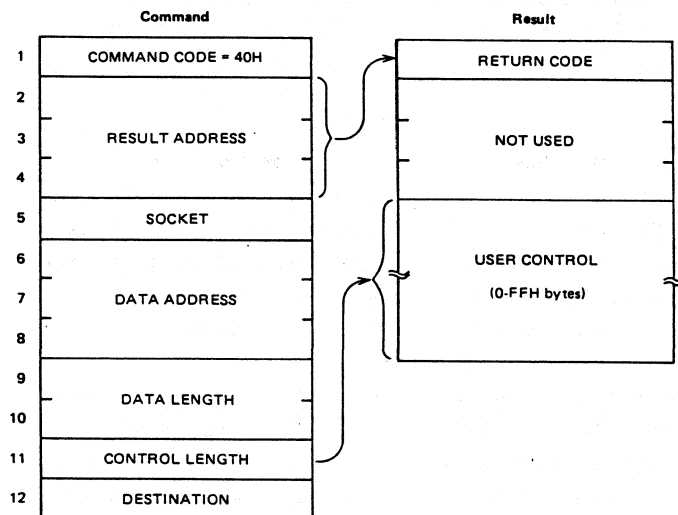 Command
Result
1 COMMAND CODE = 40H
2
3 RESULT ADDRESS
4
5 SOCKET
6
7 DATA ADDRESS
8
9
DATA LENGTH
10
11 CONTROL LENGTH
12 DESTINATION
RETURN CODE
NOT USED
USER CONTROL
(0-FFH bytes)